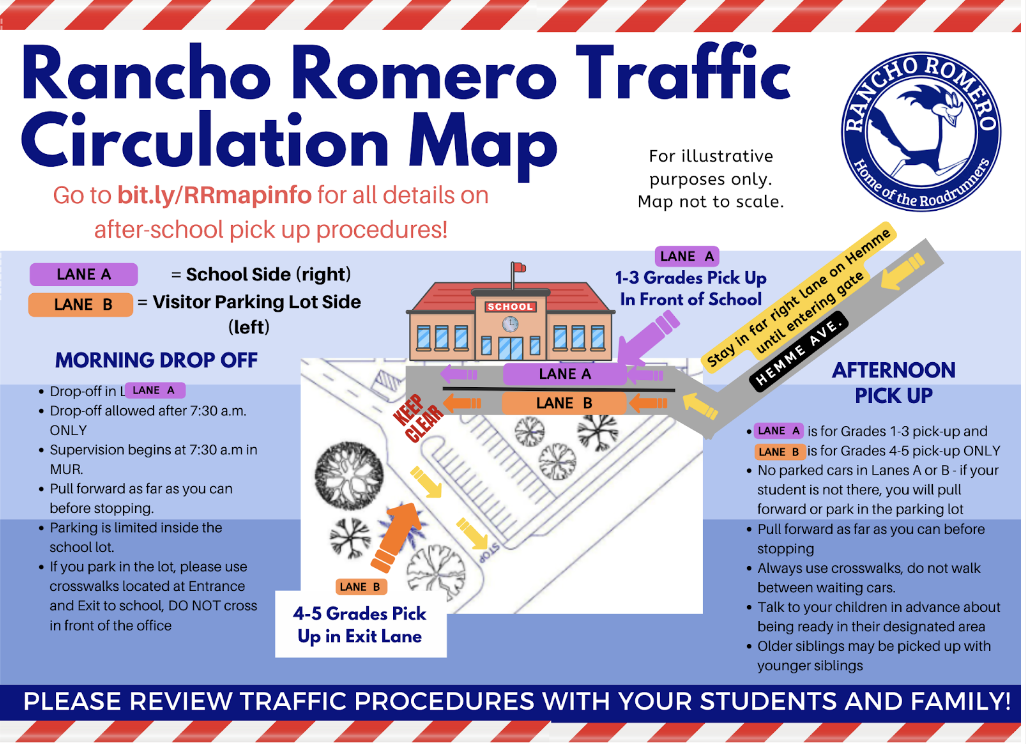 Rancho Romero Traffic
Circulation Map
Go to bit.ly/RRmapinfo for all details on
after-school pick up procedures!
For illustrative
purposes only.
Map not to scale.
RANCHO ROMERO
Home of the Roadrunners
LANE A = School Side (right)
LANE B = Visitor Parking Lot Side
(left)
MORNING DROP OFF
• Drop-off in L LANE A
• Drop-off allowed after 7:30 a.m.
ONLY
• Supervision begins at 7:30 a.m in
MUR.
• Pull forward as far as you can
before stopping.
• Parking is limited inside the
school lot.
• If you park in the lot, please use
crosswalks located at Entrance
and Exit to school, DO NOT cross
in front of the office
SCHOOL
LANE A
1-3 Grades Pick Up
In Front of School
Stay in far right lane on Hemme
until entering gate
HEMME AVE.
LANE A
LANE B
KEEP
CLEAR
STOP
LANE B
4-5 Grades Pick
Up in Exit Lane
AFTERNOON
PICK UP
• LANE A is for Grades 1-3 pick-up and
LANE B is for Grades 4-5 pick-up ONLY
• No parked cars in Lanes A or B - if your
student is not there, you will pull
forward or park in the parking lot
• Pull forward as far as you can before
stopping
• Always use crosswalks, do not walk
between waiting cars.
• Talk to your children in advance about
being ready in their designated area
• Older siblings may be picked up with
younger siblings
PLEASE REVIEW TRAFFIC PROCEDURES WITH YOUR STUDENTS AND FAMILY!